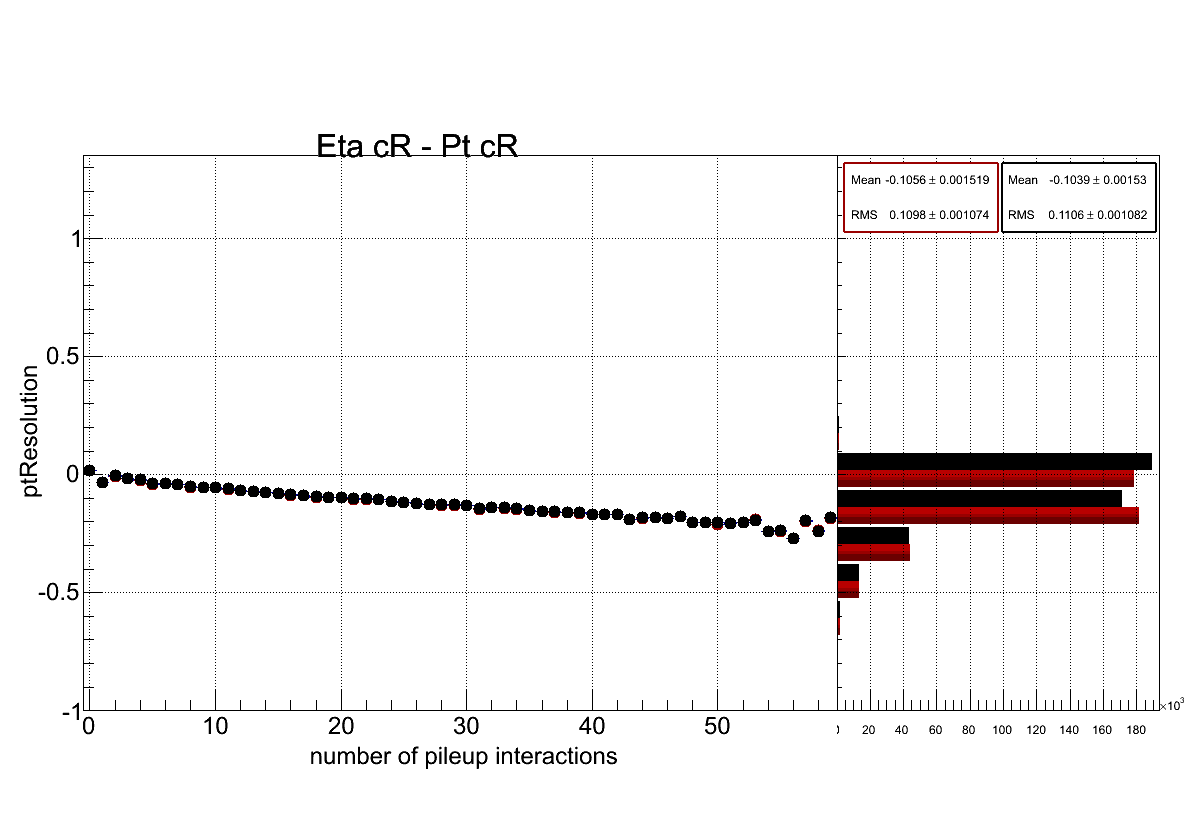 Eta cR - Pt cR
Mean -0.1056 ± 0.001519
RMS 0.1098 ± 0.001074
Mean -0.1039 ± 0.00153
RMS 0.1106 ± 0.001082
ptResolution
1
0.5
0
-0.5
-1
0 10 20 30 40 50
number of pileup interactions
20 40 60 80 100 120 140 160 180
×10³